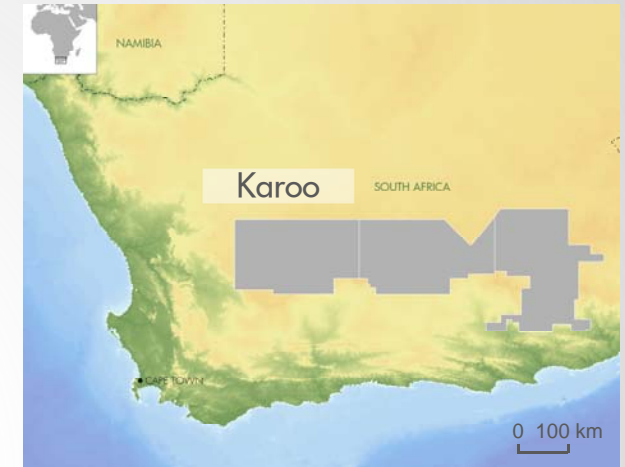 NAMIBIA
Karoo
SOUTH AFRICA
CAPE TOWN
0 100 km